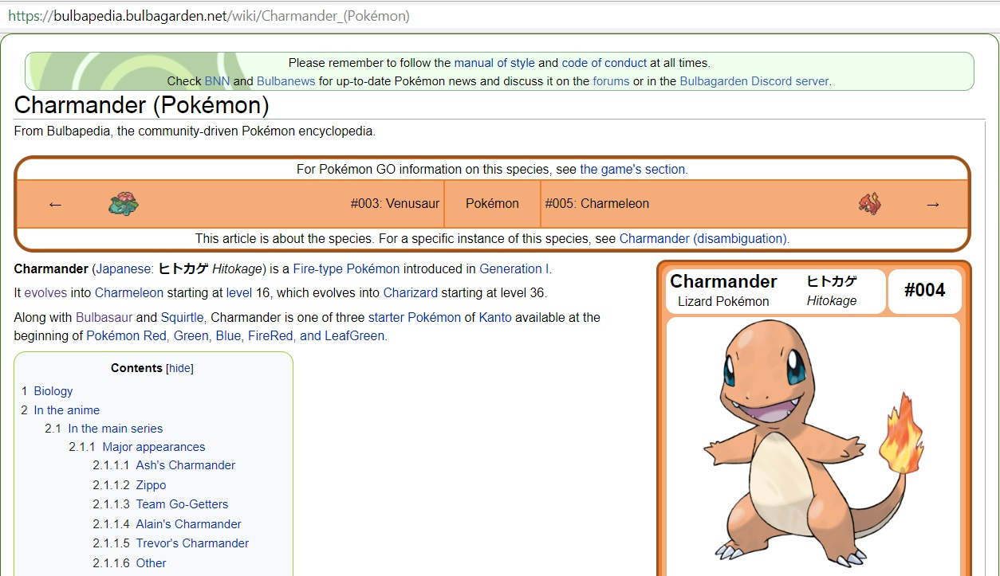 https://bulbapedia.bulbagarden.net/wiki/Charmander_(Pokémon)
Please remember to follow the manual of style and code of conduct at all times.
Check BNN and Bulbanews for up-to-date Pokémon news and discuss it on the forums or in the Bulbagarden Discord server.
Charmander (Pokémon)
From Bulbapedia, the community-driven Pokémon encyclopedia.
For Pokémon GO information on this species, see the game's section.
← #003: Venusaur Pokémon #005: Charmeleon →
This article is about the species. For a specific instance of this species, see Charmander (disambiguation).
Charmander (Japanese: ヒトカゲ Hitokage) is a Fire-type Pokémon introduced in Generation I.
It evolves into Charmeleon starting at level 16, which evolves into Charizard starting at level 36.
Along with Bulbasaur and Squirtle, Charmander is one of three starter Pokémon of Kanto available at the
beginning of Pokémon Red, Green, Blue, FireRed, and LeafGreen.
Contents [hide]
1 Biology
2 In the anime
2.1 In the main series
2.1.1 Major appearances
2.1.1.1 Ash's Charmander
2.1.1.2 Zippo
2.1.1.3 Team Go-Getters
2.1.1.4 Alain's Charmander
2.1.1.5 Trevor's Charmander
2.1.1.6 Other
Charmander ヒトカゲ #004
Lizard Pokémon Hitokage